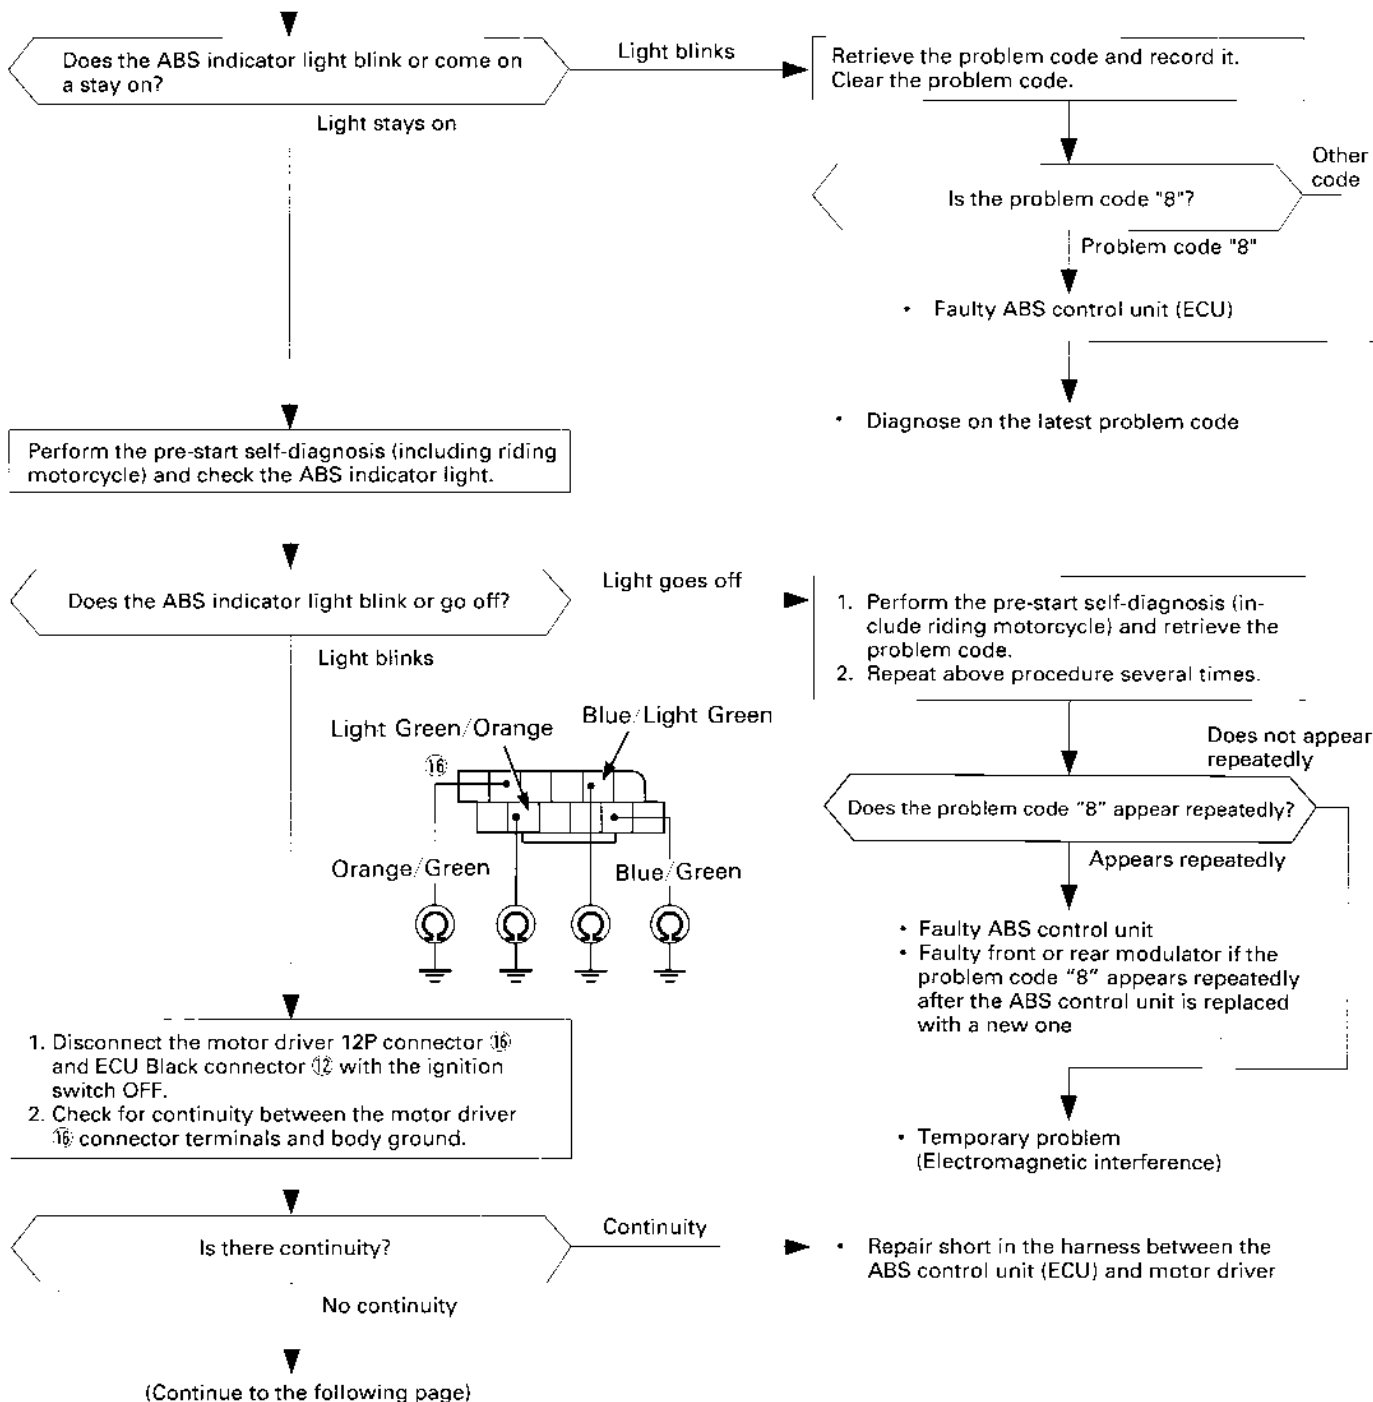 Does the ABS indicator light blink or come on
a stay on?
Light blinks
Retrieve the problem code and record it.
Clear the problem code.
Light stays on
Other
code
Is the problem code "8"?
Problem code "8"
• Faulty ABS control unit (ECU)
• Diagnose on the latest problem code
Perform the pre-start self-diagnosis (including riding
motorcycle) and check the ABS indicator light.
Does the ABS indicator light blink or go off?
Light goes off
1. Perform the pre-start self-diagnosis (in-
clude riding motorcycle) and retrieve the
problem code.
2. Repeat above procedure several times.
Light blinks
Light Green/Orange
Blue/Light Green
⑯
Orange/Green
Blue/Green
Does not appear
repeatedly
Does the problem code "8" appear repeatedly?
Appears repeatedly
• Faulty ABS control unit
• Faulty front or rear modulator if the
problem code "8" appears repeatedly
after the ABS control unit is replaced
with a new one
1. Disconnect the motor driver 12P connector ⑯
and ECU Black connector ⑫ with the ignition
switch OFF.
2. Check for continuity between the motor driver
⑯ connector terminals and body ground.
• Temporary problem
(Electromagnetic interference)
Is there continuity?
Continuity
• Repair short in the harness between the
ABS control unit (ECU) and motor driver
No continuity
(Continue to the following page)